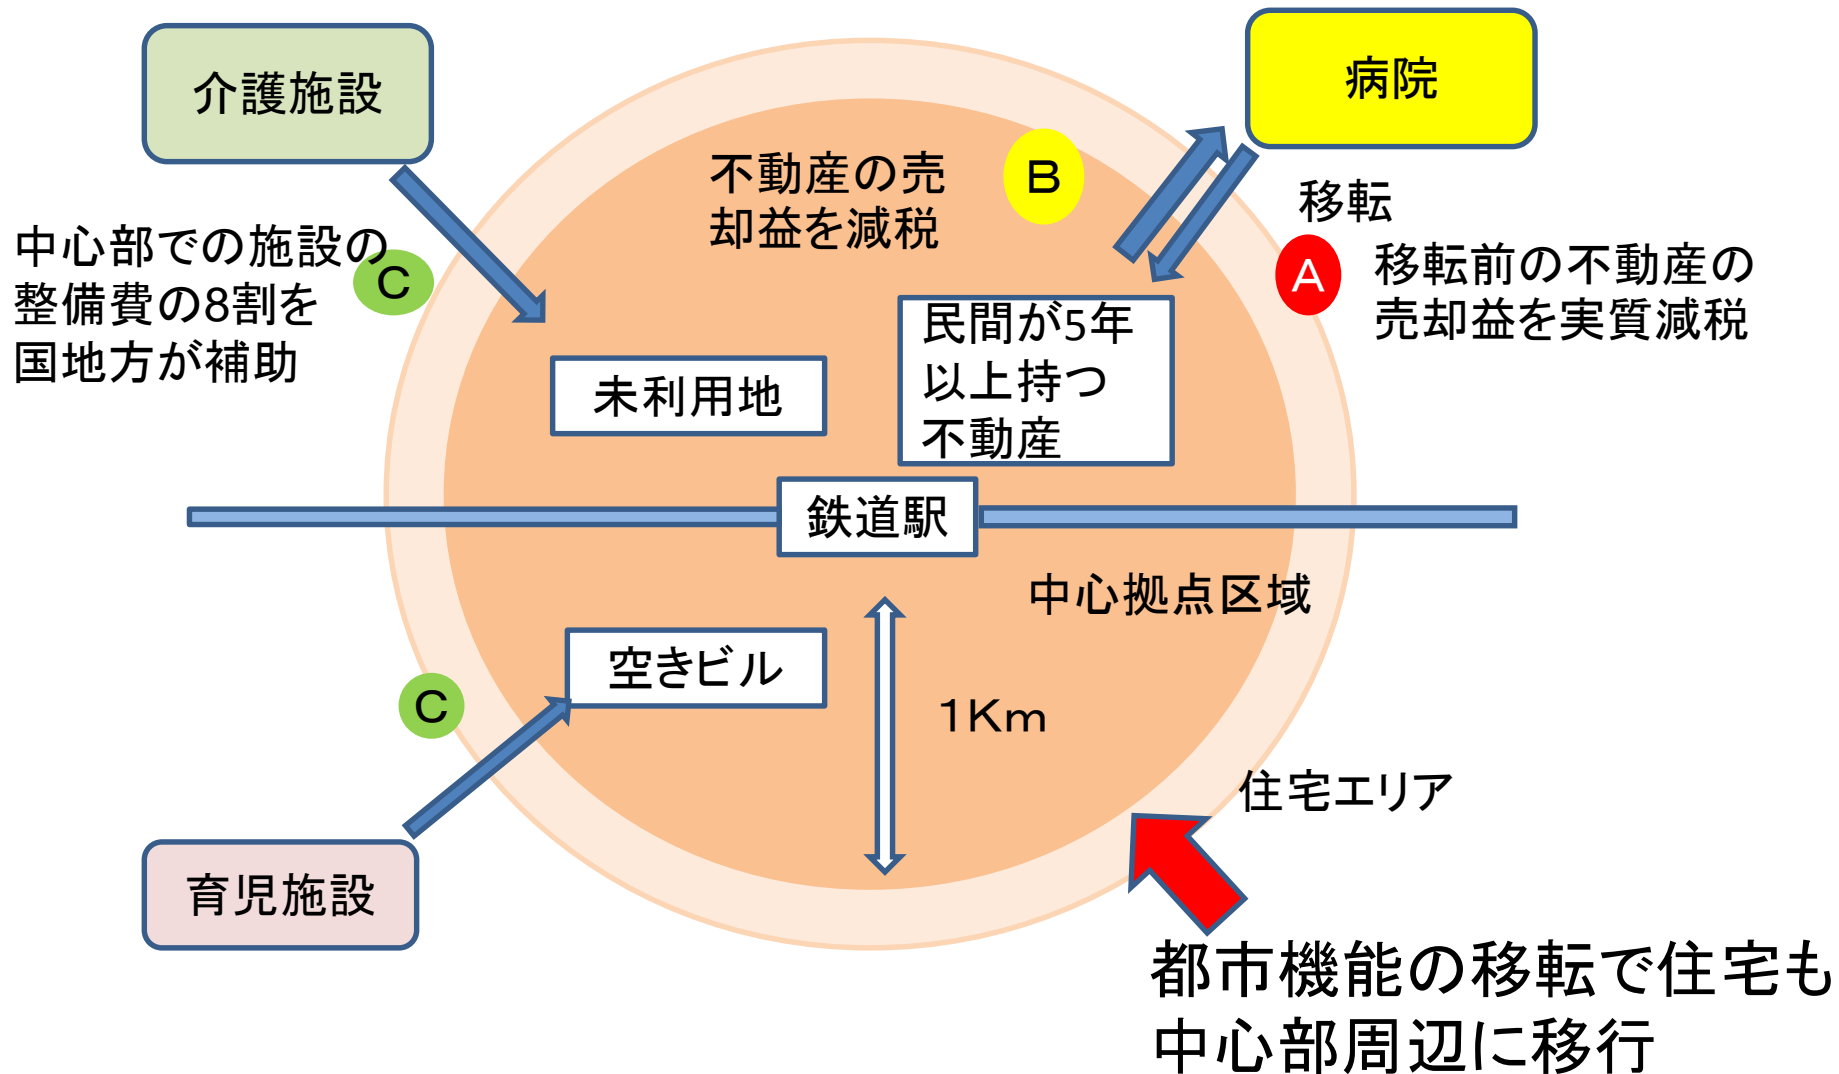 介護施設
病院
不動産の売
却益を減税
B
移転
A
移転前の不動産の
売却益を実質減税
中心部での施設の
整備費の8割を
国地方が補助
C
未利用地
民間が5年
以上持つ
不動産
鉄道駅
中心拠点区域
空きビル
C
1Km
住宅エリア
育児施設
都市機能の移転で住宅も
中心部周辺に移行